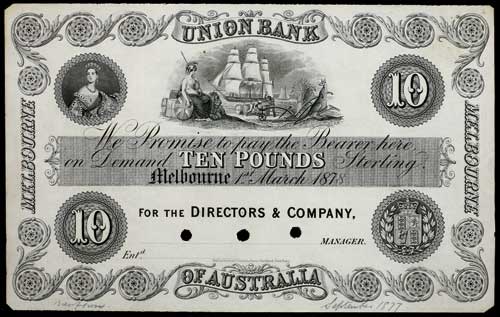 UNION BANK
10
MELBOURNE
MELBOURNE
We Promise to pay the Bearer here
on Demand TEN POUNDS Sterling
Melbourne 1st March 1878
FOR THE DIRECTORS & COMPANY,
10
MANAGER.
Entd.
OF AUSTRALIA
September 1877